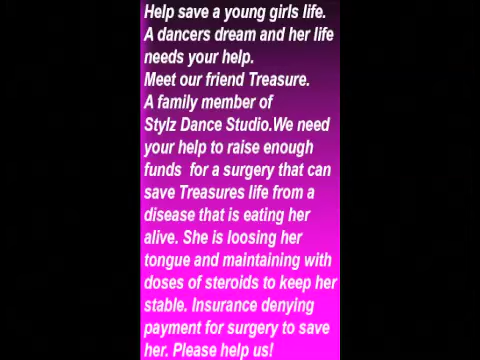 Help save a young girls life.
A dancers dream and her life
needs your help.
Meet our friend Treasure.
A family member of
Stylz Dance Studio.We need
your help to raise enough
funds  for a surgery that can
save Treasures life from a
disease that is eating her
alive. She is loosing her
tongue and maintaining with
doses of steroids to keep her
stable. Insurance denying
payment for surgery to save
her. Please help us!